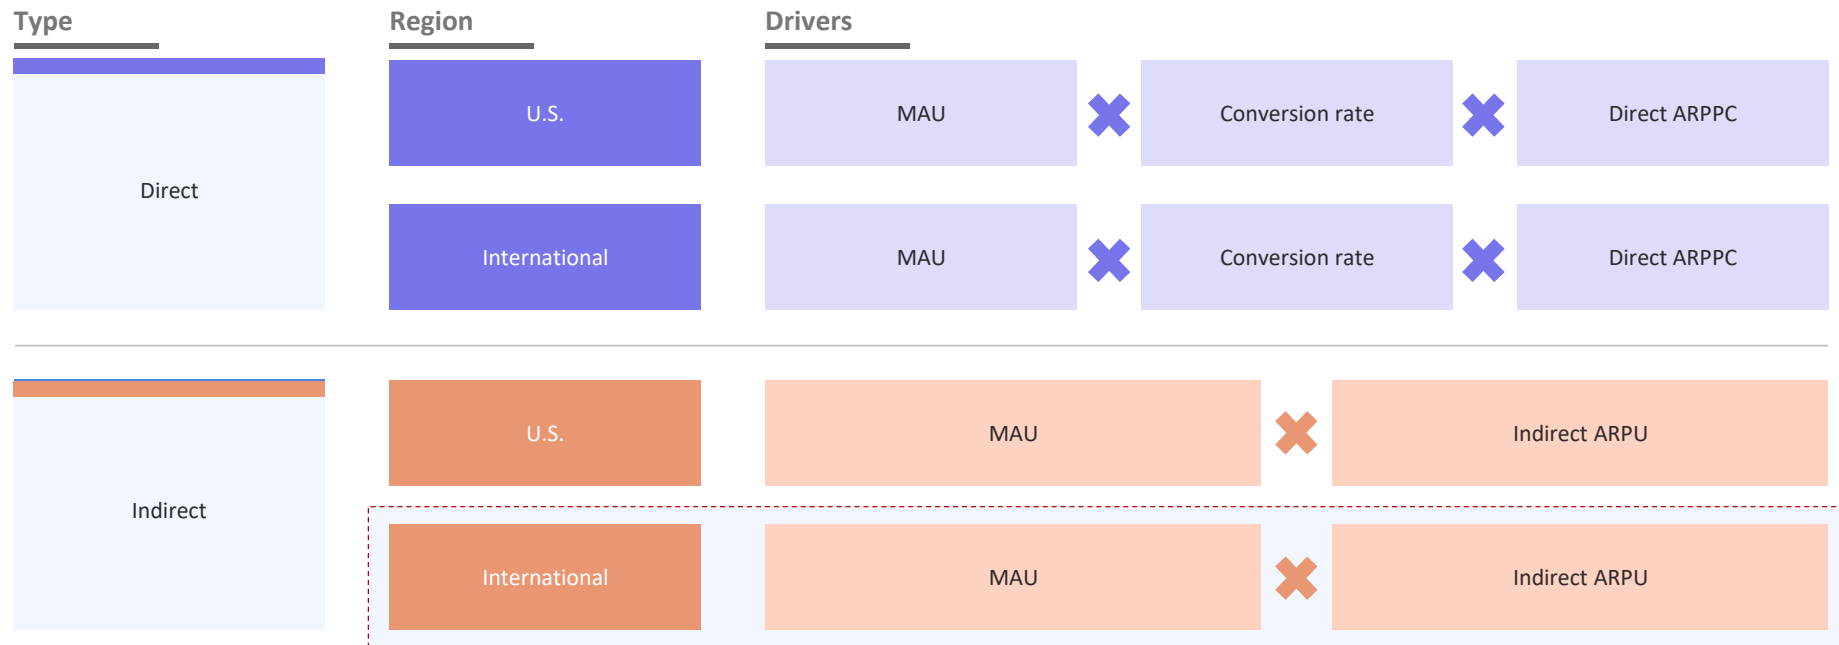 Type
Region
Drivers
Direct
U.S.
MAU
Conversion rate
Direct ARPPC
International
MAU
Conversion rate
Direct ARPPC
Indirect
U.S.
MAU
Indirect ARPU
International
MAU
Indirect ARPU